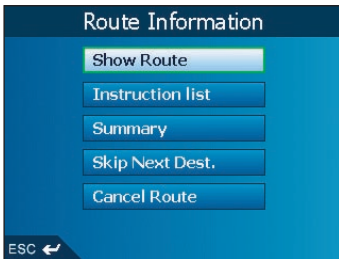 Route Information
Show Route
Instruction list
Summary
Skip Next Dest.
Cancel Route
ESC